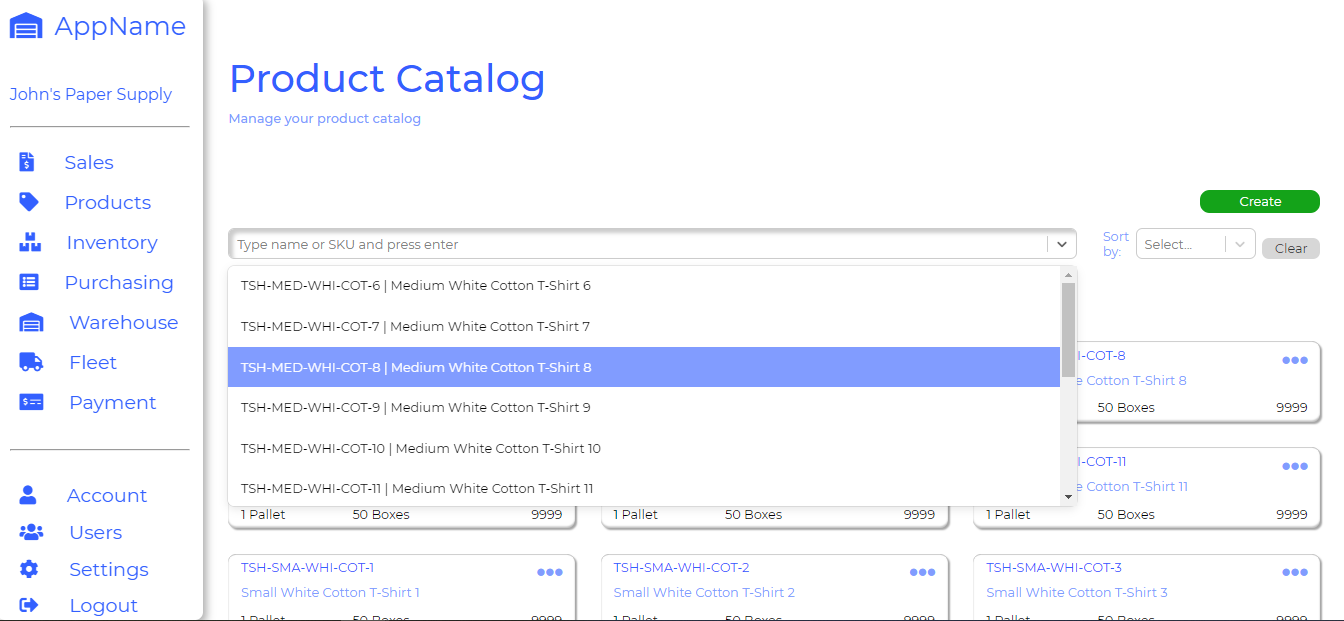 AppName
John's Paper Supply
Sales
Products
Inventory
Purchasing
Warehouse
Fleet
Payment
Account
Users
Settings
Logout
Product Catalog
Manage your product catalog
Create
Type name or SKU and press enter
Sort by:
Select...
Clear
TSH-MED-WHI-COT-6 | Medium White Cotton T-Shirt 6
TSH-MED-WHI-COT-7 | Medium White Cotton T-Shirt 7
TSH-MED-WHI-COT-8 | Medium White Cotton T-Shirt 8
TSH-MED-WHI-COT-9 | Medium White Cotton T-Shirt 9
TSH-MED-WHI-COT-10 | Medium White Cotton T-Shirt 10
TSH-MED-WHI-COT-11 | Medium White Cotton T-Shirt 11
I-COT-8
e Cotton T-Shirt 8
50 Boxes 9999
I-COT-11
e Cotton T-Shirt 11
1 Pallet 50 Boxes 9999
1 Pallet 50 Boxes 9999
1 Pallet 50 Boxes 9999
TSH-SMA-WHI-COT-1
Small White Cotton T-Shirt 1
1 Pallet 50 Boxes 9999
TSH-SMA-WHI-COT-2
Small White Cotton T-Shirt 2
1 Pallet 50 Boxes 9999
TSH-SMA-WHI-COT-3
Small White Cotton T-Shirt 3
1 Pallet 50 Boxes 9999